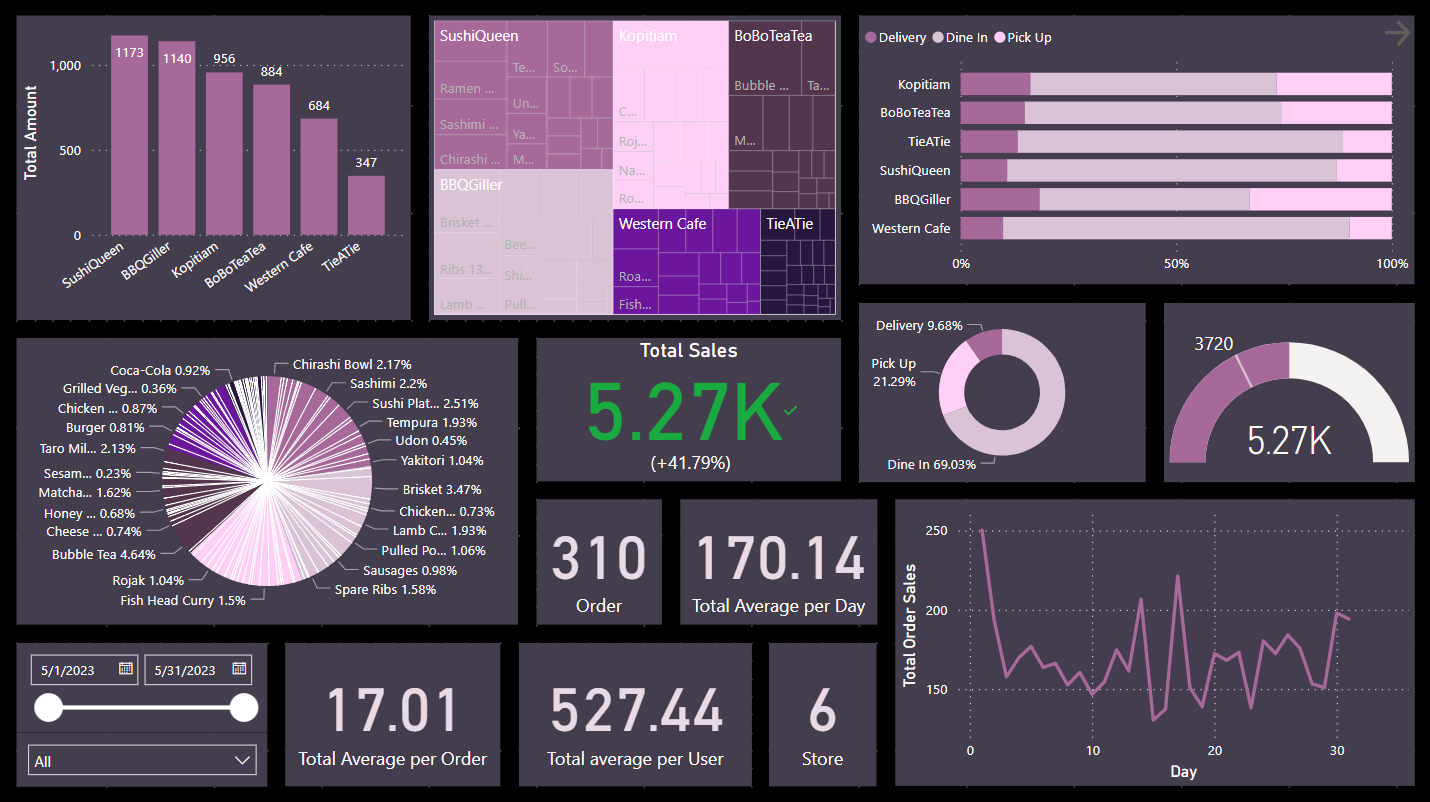 Total Amount
1,000
500
0
1173
1140
956
884
684
347
SushiQueen
BBQGiller
Kopitiam
BoBoTeaTea
Western Cafe
TieATie
SushiQueen
Te...
So...
Ramen ...
Un...
Sashimi ...
Ya...
Chirashi ...
M...
BBQGiller
Brisket ...
Bee...
Ribs 13...
Shi...
Lamb ...
Pull...
Kopitiam
C...
Roj...
Na...
Ro...
BoBoTeaTea
Bubble ...
Ta...
M...
Western Cafe
Roa...
Fish...
TieATie
Delivery
Dine In
Pick Up
Kopitiam
BoBoTeaTea
TieATie
SushiQueen
BBQGiller
Western Cafe
0%
50%
100%
Coca-Cola 0.92%
Grilled Veg... 0.36%
Chicken ... 0.87%
Burger 0.81%
Taro Mil... 2.13%
Sesam... 0.23%
Matcha... 1.62%
Honey ... 0.68%
Cheese ... 0.74%
Bubble Tea 4.64%
Rojak 1.04%
Fish Head Curry 1.5%
Chirashi Bowl 2.17%
Sashimi 2.2%
Sushi Plat... 2.51%
Tempura 1.93%
Udon 0.45%
Yakitori 1.04%
Brisket 3.47%
Chicken... 0.73%
Lamb C... 1.93%
Pulled Po... 1.06%
Sausages 0.98%
Spare Ribs 1.58%
Total Sales
5.27K
(+41.79%)
Delivery 9.68%
Pick Up
21.29%
Dine In 69.03%
3720
5.27K
310
Order
170.14
Total Average per Day
Total Order Sales
250
200
150
0
10
20
30
Day
5/1/2023
5/31/2023
All
17.01
Total Average per Order
527.44
Total average per User
6
Store